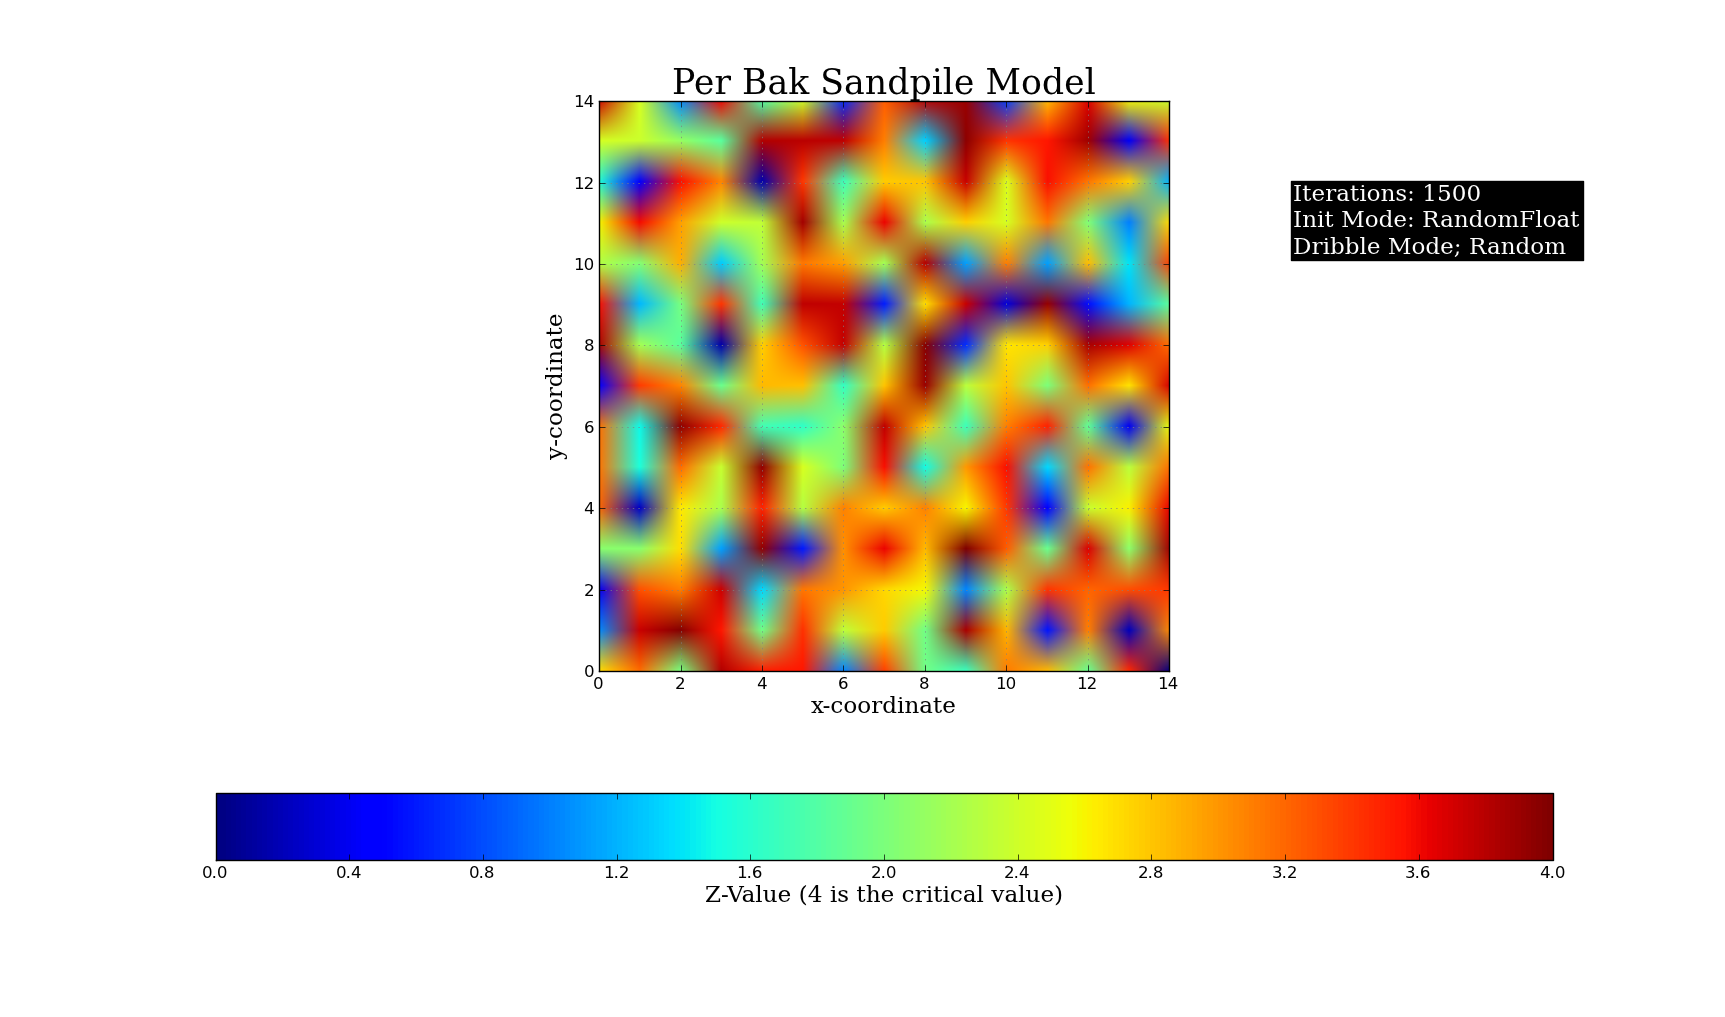 Per Bak Sandpile Model
14
12
10
8
6
4
2
0
y-coordinate
0 2 4 6 8 10 12 14
x-coordinate
Iterations: 1500
Init Mode: RandomFloat
Dribble Mode; Random
0.0 0.4 0.8 1.2 1.6 2.0 2.4 2.8 3.2 3.6 4.0
Z-Value (4 is the critical value)